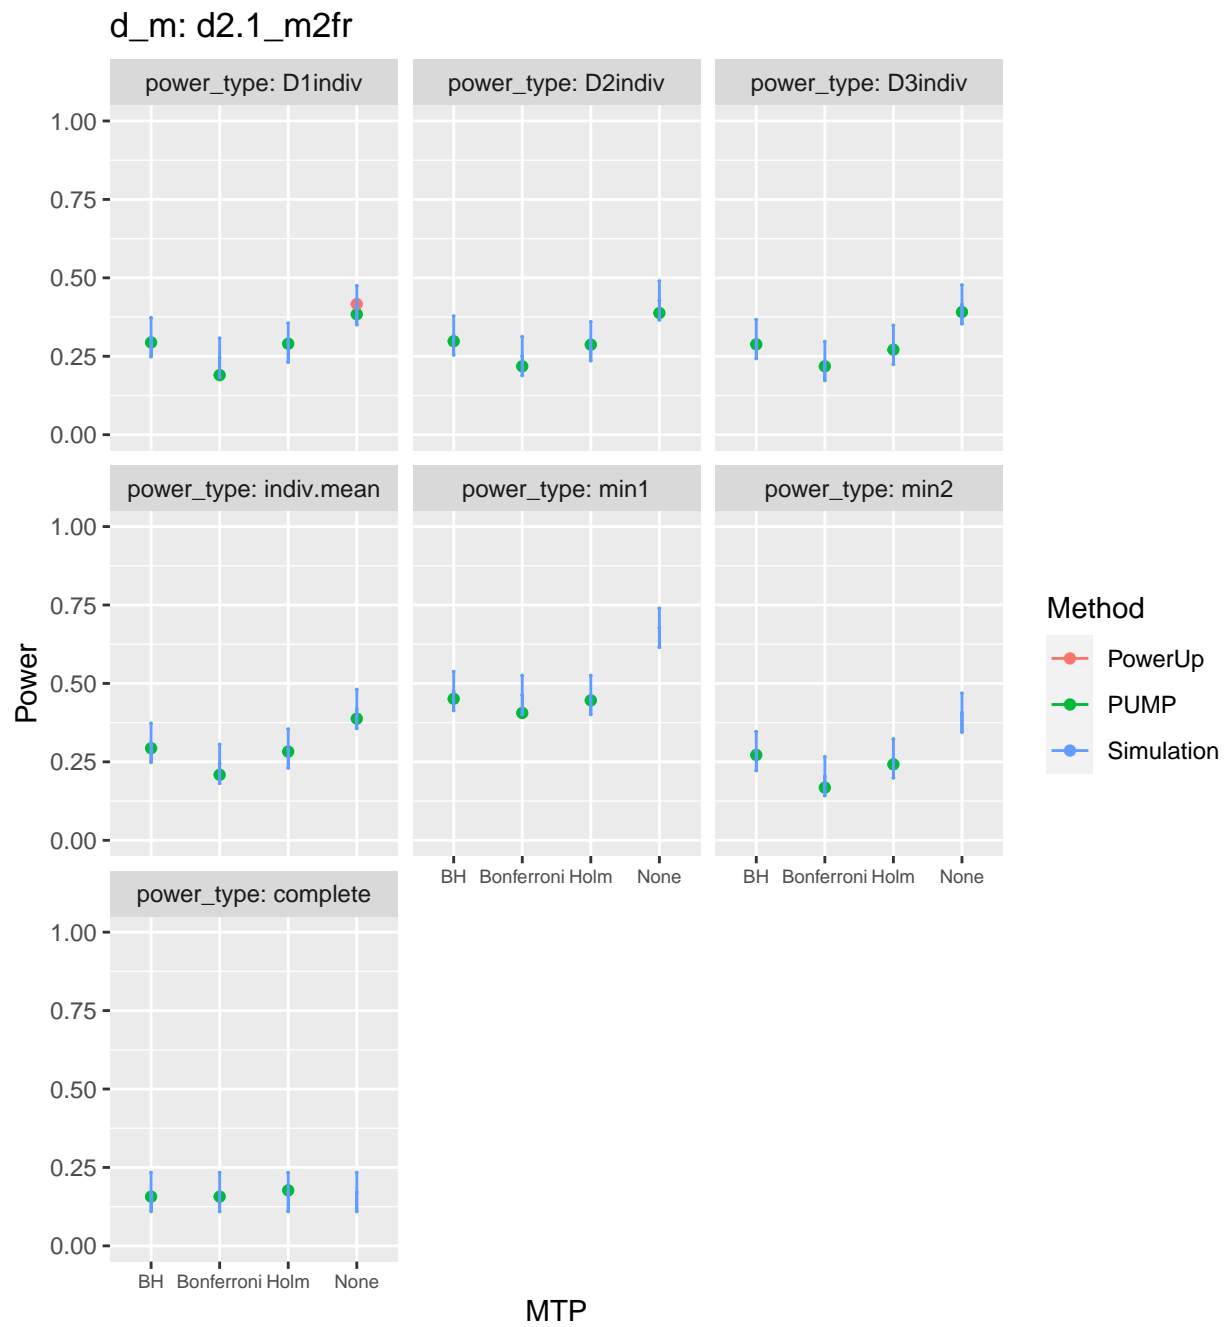 d_m: d2.1_m2fr
power_type: D1indiv
power_type: D2indiv
power_type: D3indiv
1.00
0.75
0.50
0.25
0.00
power_type: indiv.mean
power_type: min1
power_type: min2
1.00
0.75
0.50
0.25
0.00
BH Bonferroni Holm None
BH Bonferroni Holm None
power_type: complete
1.00
0.75
0.50
0.25
0.00
BH Bonferroni Holm None
Power
MTP
Method
PowerUp
PUMP
Simulation